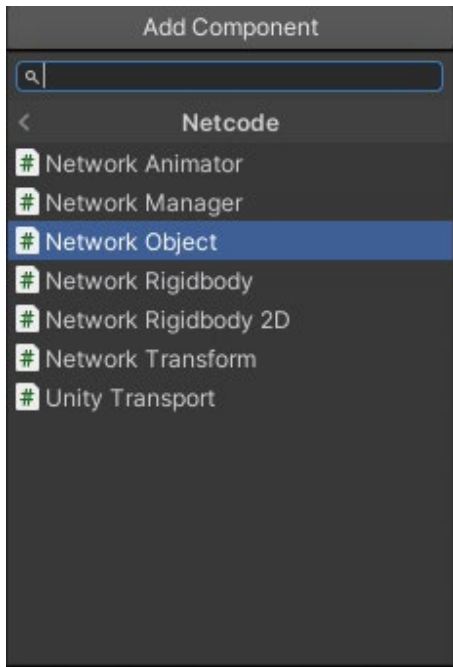 Add Component
Netcode
# Network Animator
# Network Manager
# Network Object
# Network Rigidbody
# Network Rigidbody 2D
# Network Transform
# Unity Transport